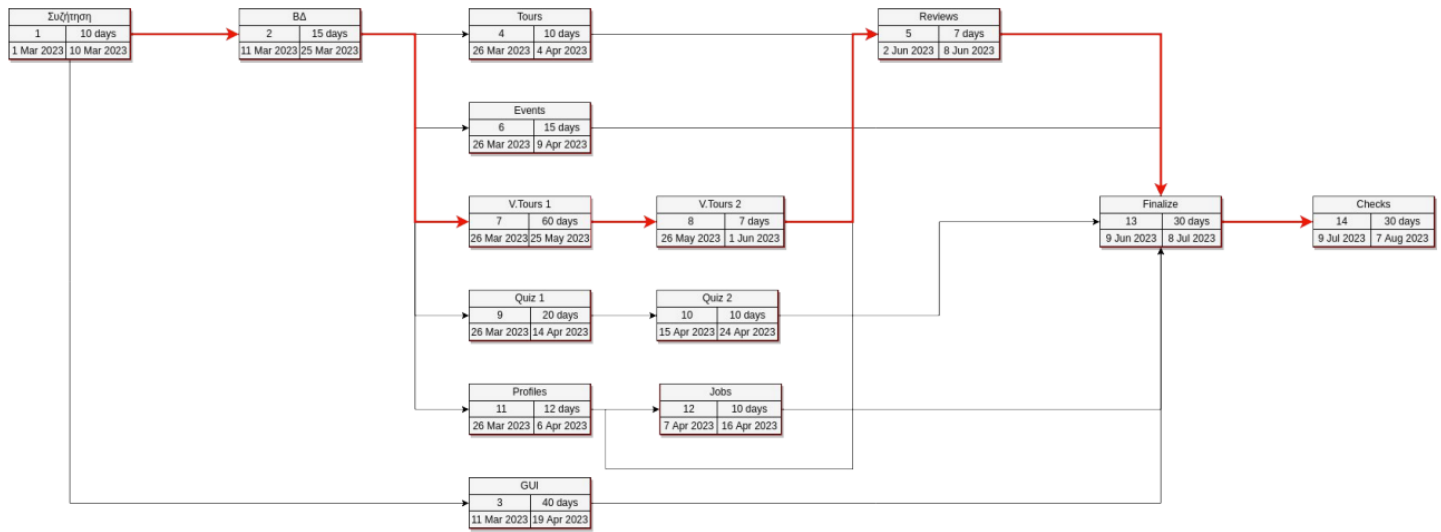 Συζήτηση
1 10 days
1 Mar 2023 10 Mar 2023
ΒΔ
2 15 days
11 Mar 2023 25 Mar 2023
Tours
4 10 days
26 Mar 2023 4 Apr 2023
Reviews
5 7 days
2 Jun 2023 8 Jun 2023
Events
6 15 days
26 Mar 2023 9 Apr 2023
V.Tours 1
7 60 days
26 Mar 2023 25 May 2023
V.Tours 2
8 7 days
26 May 2023 1 Jun 2023
Finalize
13 30 days
9 Jun 2023 8 Jul 2023
Checks
14 30 days
9 Jul 2023 7 Aug 2023
Quiz 1
9 20 days
26 Mar 2023 14 Apr 2023
Quiz 2
10 10 days
15 Apr 2023 24 Apr 2023
Profiles
11 12 days
26 Mar 2023 6 Apr 2023
Jobs
12 10 days
7 Apr 2023 16 Apr 2023
GUI
3 40 days
11 Mar 2023 19 Apr 2023